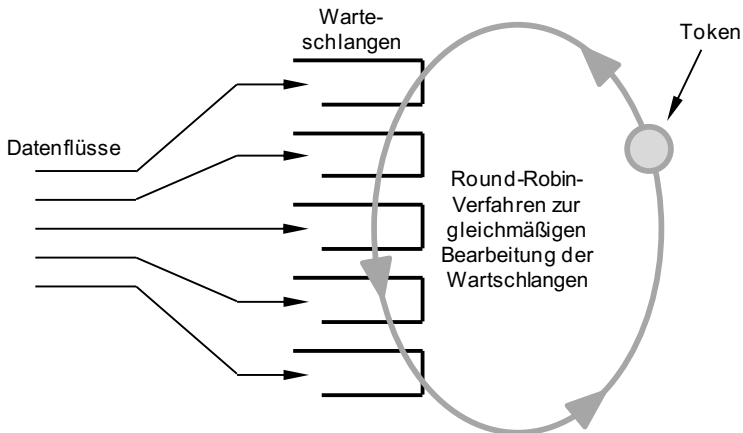 Warte-
schlangen
Token
Datenflüsse
Round-Robin-
Verfahren zur
gleichmäßigen
Bearbeitung der
Wartschlangen